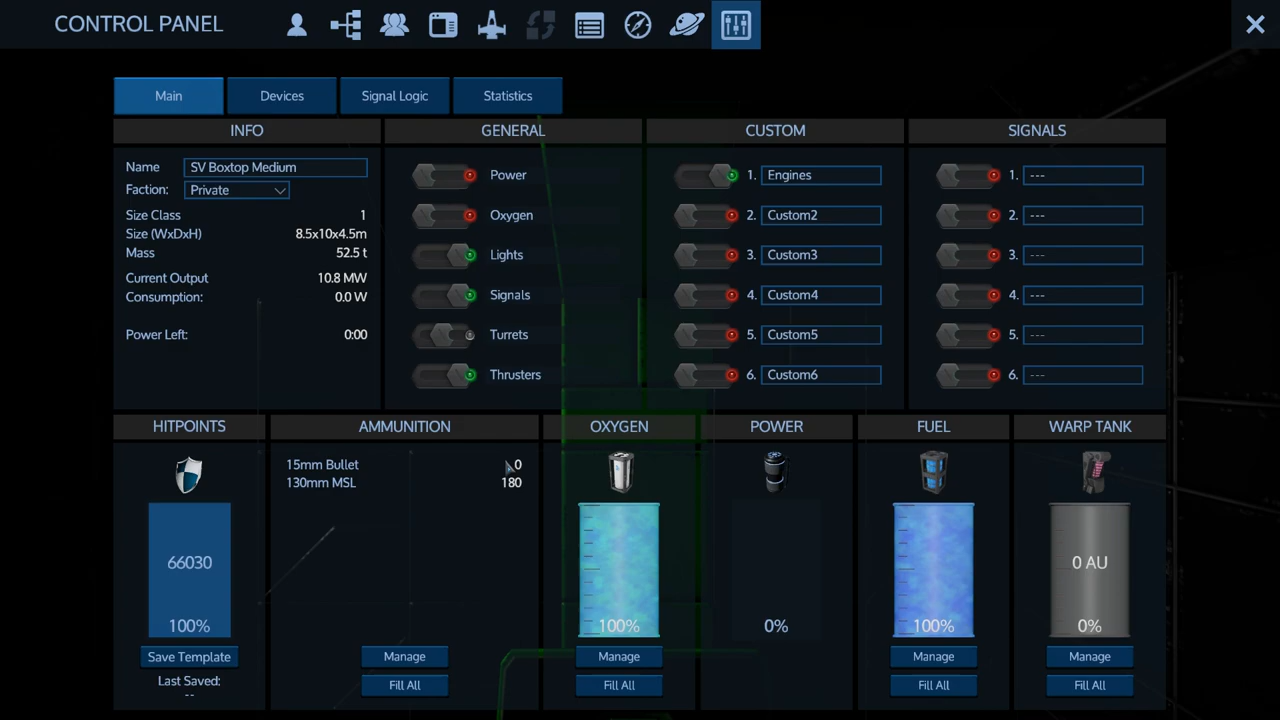 CONTROL PANEL
Main
Devices
Signal Logic
Statistics
INFO
Name SV Boxtop Medium
Faction: Private
Size Class 1
Size (WxDxH) 8.5x10x4.5m
Mass 52.5 t
Current Output 10.8 MW
Consumption: 0.0 W
Power Left: 0:00
GENERAL
Power
Oxygen
Lights
Signals
Turrets
Thrusters
CUSTOM
1. Engines
2. Custom2
3. Custom3
4. Custom4
5. Custom5
6. Custom6
SIGNALS
1. ---
2. ---
3. ---
4. ---
5. ---
6. ---
HITPOINTS
66030
100%
Save Template
Last Saved:
--
AMMUNITION
15mm Bullet 0
130mm MSL 180
Manage
Fill All
OXYGEN
100%
Manage
Fill All
POWER
0%
FUEL
100%
Manage
Fill All
WARP TANK
0 AU
0%
Manage
Fill All